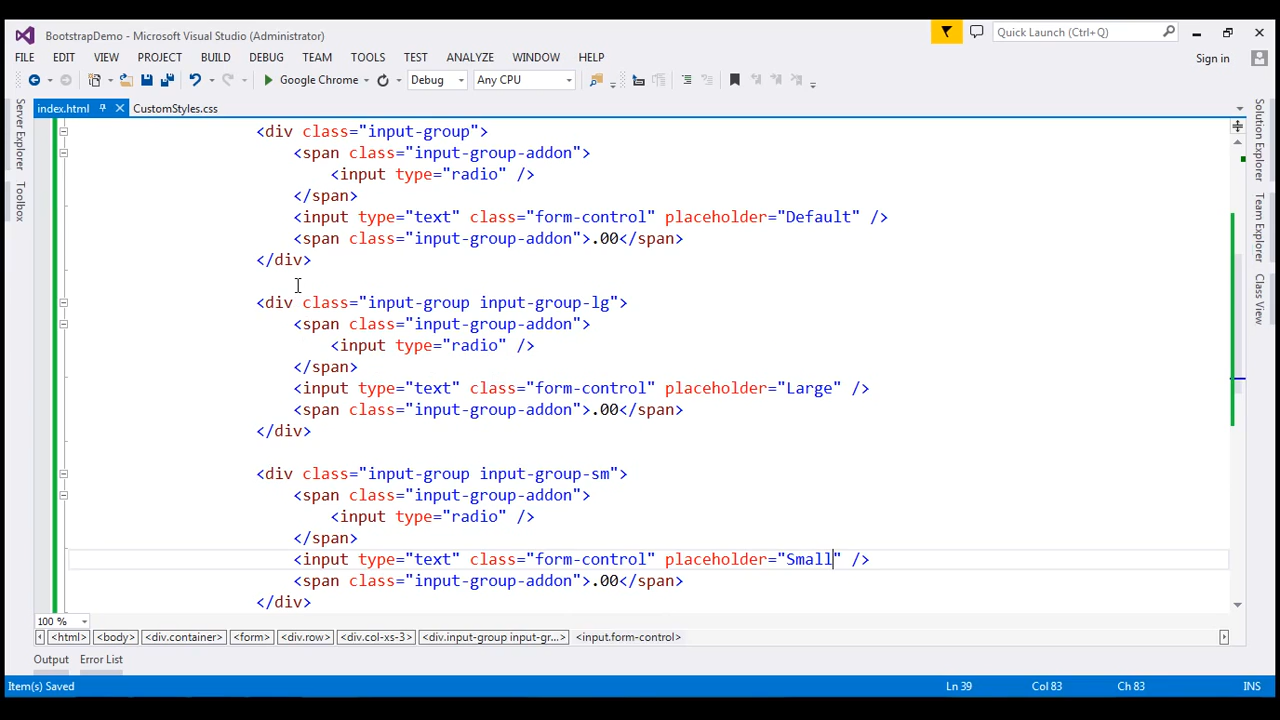 BootstrapDemo - Microsoft Visual Studio (Administrator)
Quick Launch (Ctrl+Q)
FILE EDIT VIEW PROJECT BUILD DEBUG TEAM TOOLS TEST ANALYZE WINDOW HELP
Sign in
Google Chrome Debug Any CPU
index.html CustomStyles.css
Server Explorer
Toolbox
<div class="input-group">
<span class="input-group-addon">
<input type="radio" />
</span>
<input type="text" class="form-control" placeholder="Default" />
<span class="input-group-addon">.00</span>
</div>
<div class="input-group input-group-lg">
<span class="input-group-addon">
<input type="radio" />
</span>
<input type="text" class="form-control" placeholder="Large" />
<span class="input-group-addon">.00</span>
</div>
<div class="input-group input-group-sm">
<span class="input-group-addon">
<input type="radio" />
</span>
<input type="text" class="form-control" placeholder="Small" />
<span class="input-group-addon">.00</span>
</div>
Solution Explorer
Team Explorer
Class View
100 %
<html> <body> <div.container> <form> <div.row> <div.col-xs-3> <div.input-group input-gr...> <input.form-control>
Output Error List
Item(s) Saved Ln 39 Col 83 Ch 83 INS